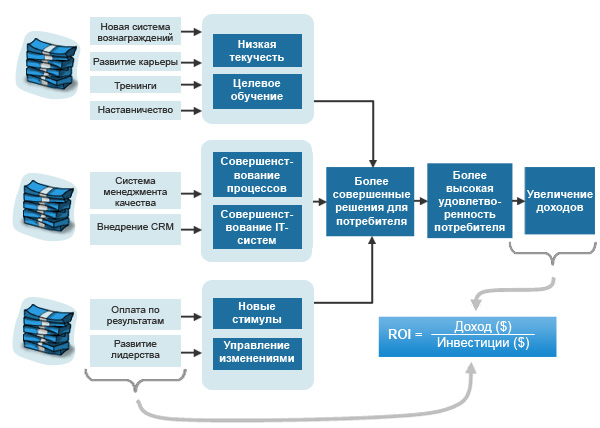 Новая система
вознаграждений
Развитие карьеры
Тренинги
Наставничество
Низкая
текучесть
Целевое
обучение
Система
менеджмента
качества
Внедрение CRM
Совершенст-
вование
процессов
Совершенст-
вование IT-
систем
Более
совершенные
решения для
потребителя
Более
высокая
удовлетво-
ренность
потребителя
Увеличение
доходов
Оплата по
результатам
Развитие
лидерства
Новые
стимулы
Управление
изменениями
ROI = Доход ($)
Инвестиции ($)